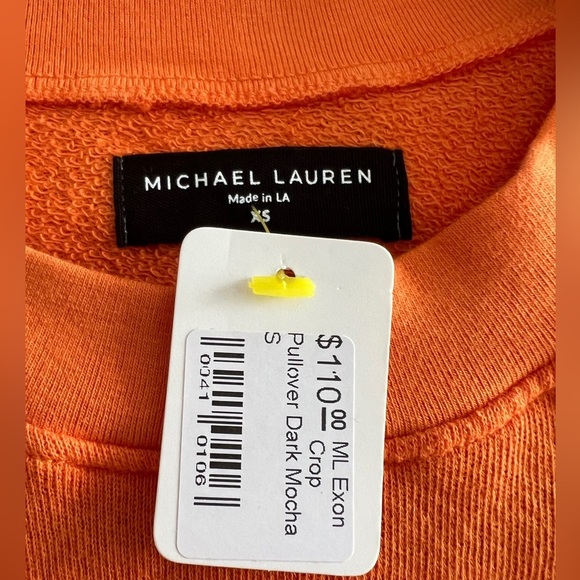 MICHAEL LAUREN
Made in LA
XS
$110.00 ML Exon
Crop
Pullover Dark Mocha
S
0041 0106